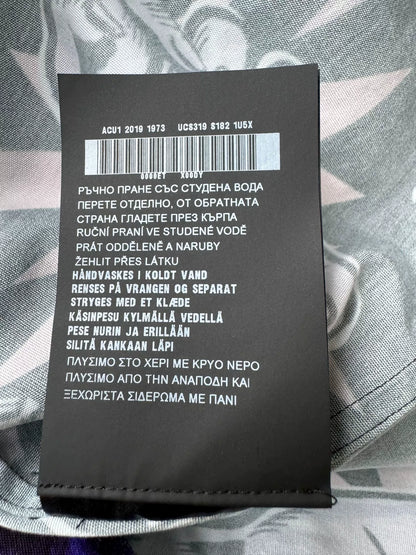 ACU1 2019 1973 UCS319 S182 1U5X
0000ET X00DY
РЪЧНО ПРАНЕ СЪС СТУДЕНА ВОДА
ПЕРЕТЕ ОТДЕЛНО, ОТ ОБРАТНАТА
СТРАНА ГЛАДЕТЕ ПРЕЗ КЪРПА
RUČNÍ PRANÍ VE STUDENÉ VODĚ
PRÁT ODDĚLENĚ A NARUBY
ŽEHLIT PŘES LÁTKU
HÅNDVASKES I KOLDT VAND
RENSES PÅ VRANGEN OG SEPARAT
STRYGES MED ET KLÆDE
KÄSINPESU KYLMÄLLÄ VEDELLÄ
PESE NURIN JA ERILLÄÄN
SILITÄ KANKAAN LÄPI
ΠΛΥΣΙΜΟ ΣΤΟ ΧΕΡΙ ΜΕ ΚΡΥΟ ΝΕΡΟ
ΠΛΥΣΙΜΟ ΑΠΟ ΤΗΝ ΑΝΑΠΟΔΗ ΚΑΙ
ΞΕΧΩΡΙΣΤΑ ΣΙΔΕΡΩΜΑ ΜΕ ΠΑΝΙ